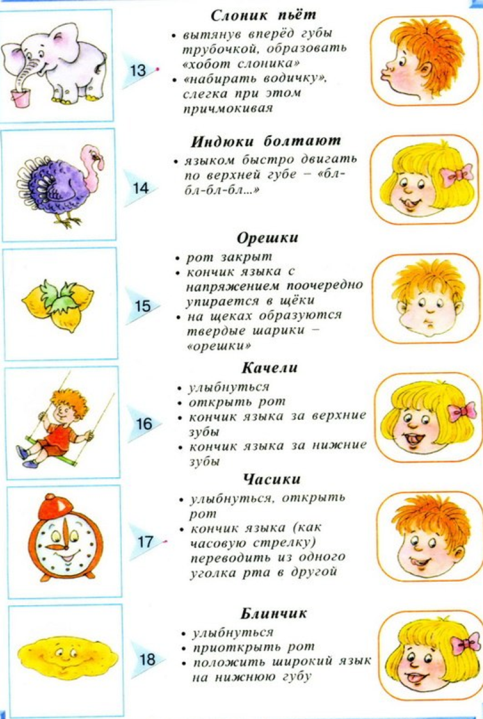 Слоник пьёт
• вытянув вперёд губы
трубочкой, образовать
«хобот слоника»
• «набирать водичку»,
слегка при этом
причмокивая
13
Индюки болтают
• языком быстро двигать
по верхней губе – «бл-
бл-бл-бл...»
14
Орешки
• рот закрыт
• кончик языка с
напряжением поочередно
упирается в щёки
• на щеках образуются
твердые шарики –
«орешки»
15
Качели
• улыбнуться
• открыть рот
• кончик языка за верхние
зубы
• кончик языка за нижние
зубы
16
Часики
• улыбнуться, открыть
рот
• кончик языка (как
часовую стрелку)
переводить из одного
уголка рта в другой
17
Блинчик
• улыбнуться
• приоткрыть рот
• положить широкий язык
на нижнюю губу
18